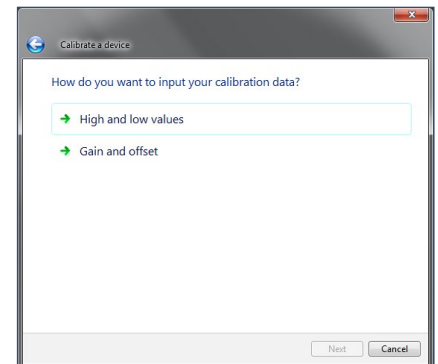 Calibrate a device
How do you want to input your calibration data?
High and low values
Gain and offset
Next Cancel